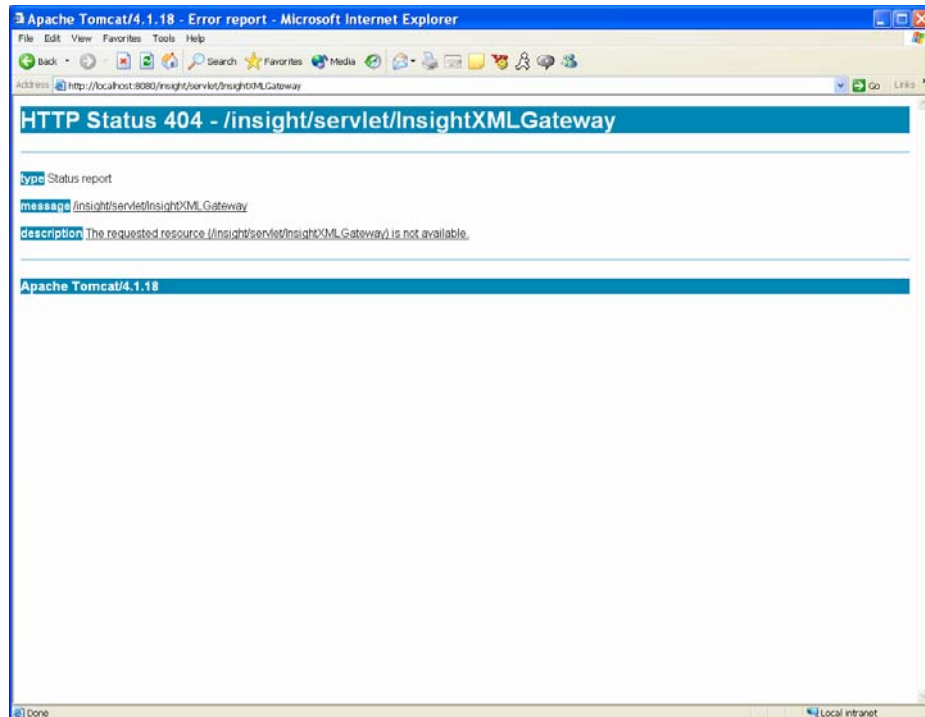 Apache Tomcat/4.1.18 - Error report - Microsoft Internet Explorer
File Edit View Favorites Tools Help
Back Search Favorites Media
Address http://localhost:8080/insight/servlet/InsightXMLGateway Go Links
HTTP Status 404 - /insight/servlet/InsightXMLGateway
type Status report
message /insight/servlet/InsightXMLGateway
description The requested resource (/insight/servlet/InsightXMLGateway) is not available.
Apache Tomcat/4.1.18
Done Local intranet